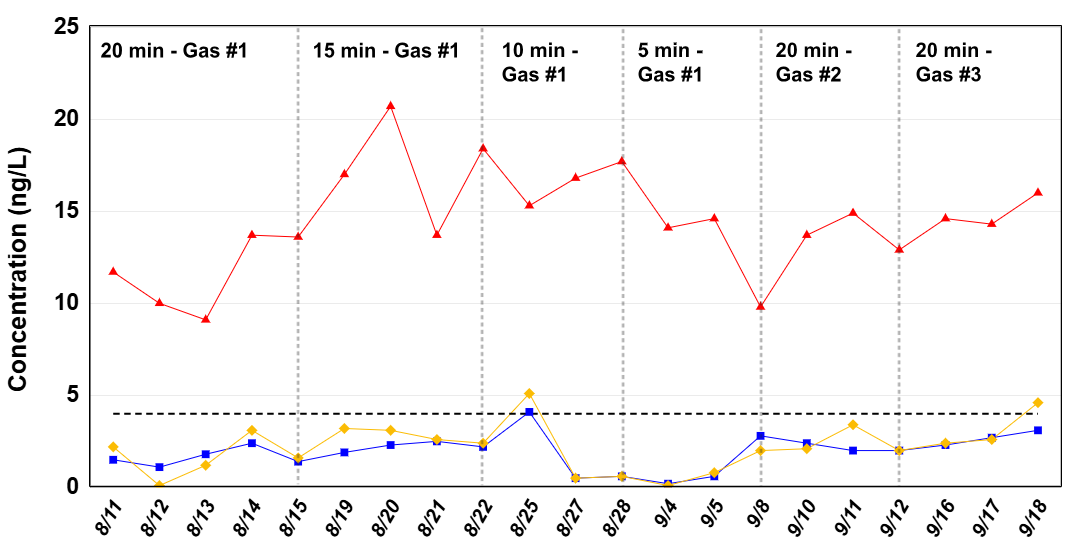 25
20 min - Gas #1
15 min - Gas #1
10 min -
Gas #1
5 min -
Gas #1
20 min -
Gas #2
20 min -
Gas #3
20
15
10
5
0
Concentration (ng/L)
8/11
8/12
8/13
8/14
8/15
8/19
8/20
8/21
8/22
8/25
8/27
8/28
9/4
9/5
9/8
9/10
9/11
9/12
9/16
9/17
9/18